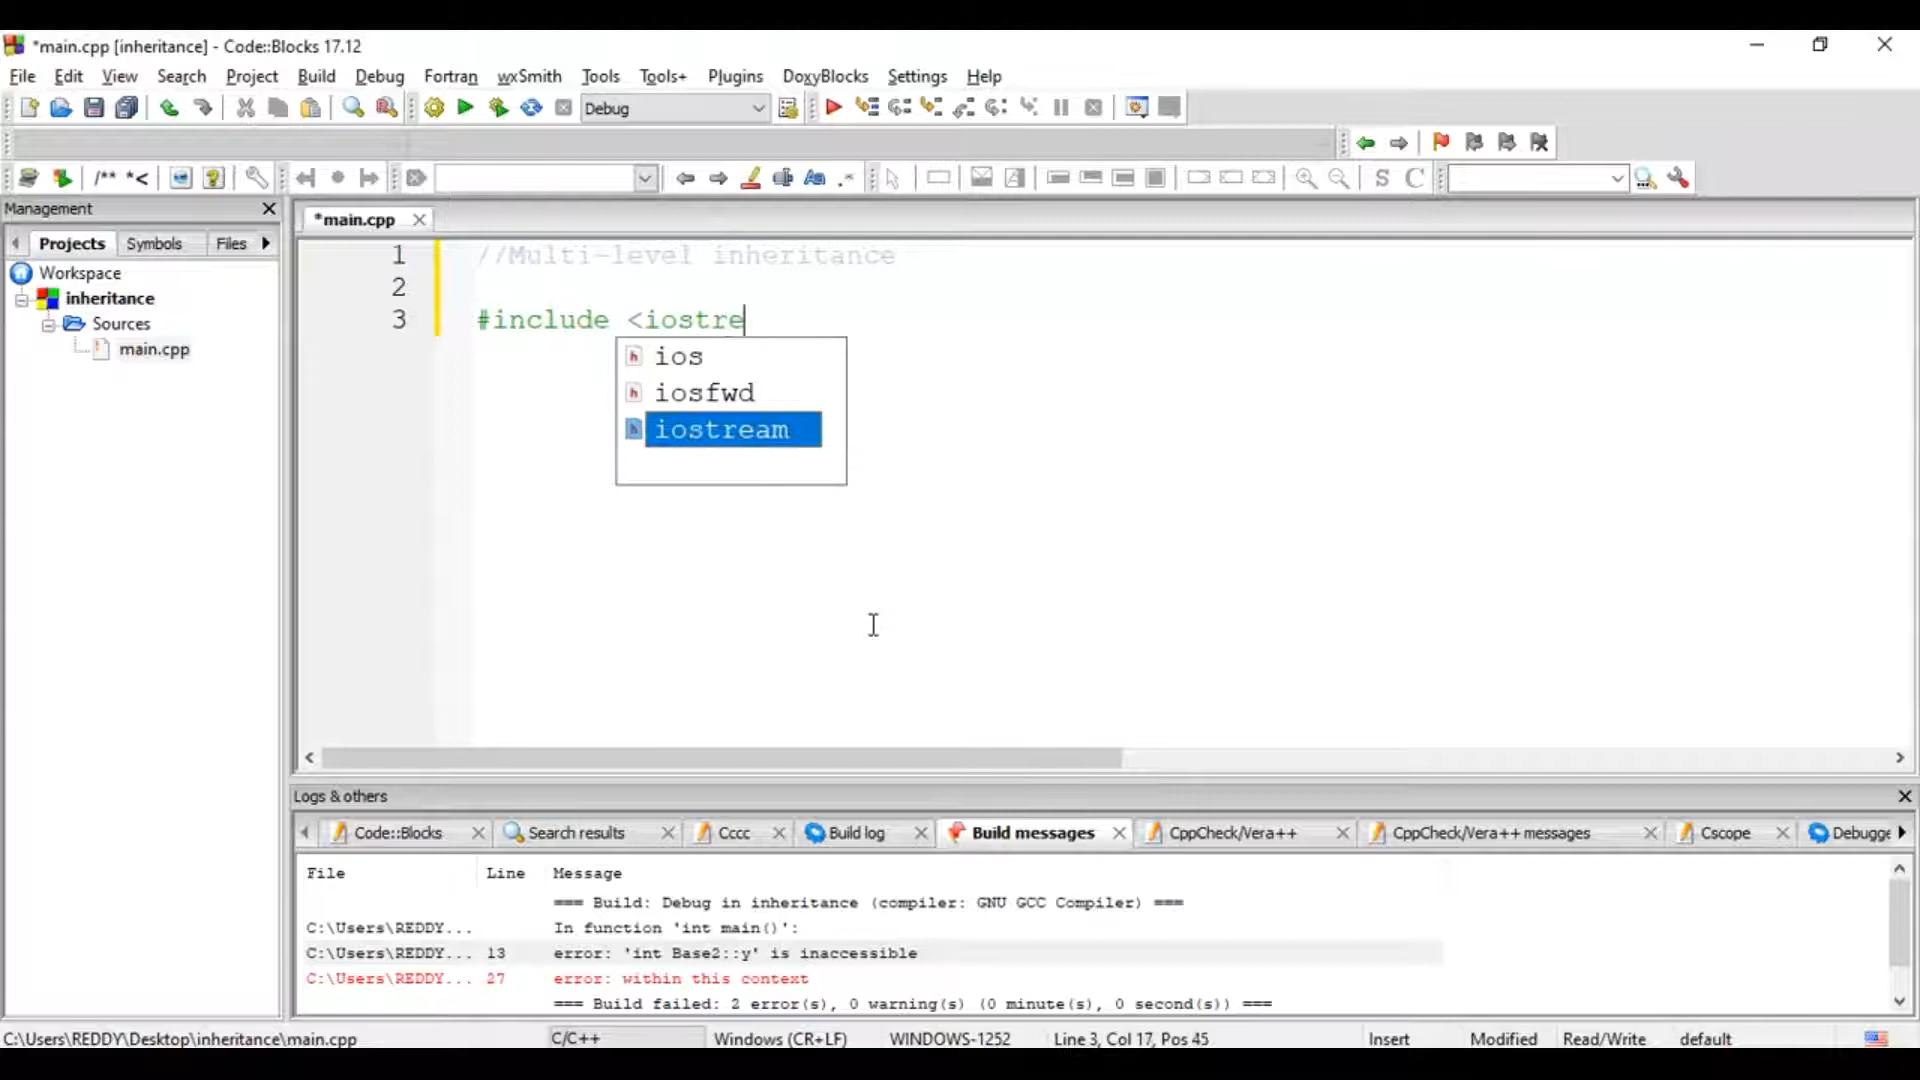 *main.cpp [inheritance] - Code::Blocks 17.12
File Edit View Search Project Build Debug Fortran wxSmith Tools Tools+ Plugins DoxyBlocks Settings Help
Debug
/** *<
S C
Management
Projects Symbols Files
Workspace
inheritance
Sources
main.cpp
*main.cpp
1 //Multi-level inheritance
2
3 #include <iostre
ios
iosfwd
iostream
Logs & others
Code::Blocks Search results Cccc Build log Build messages CppCheck/Vera++ CppCheck/Vera++ messages Cscope Debugge
File Line Message
=== Build: Debug in inheritance (compiler: GNU GCC Compiler) ===
C:\Users\REDDY... In function 'int main()':
C:\Users\REDDY... 13 error: 'int Base2::y' is inaccessible
C:\Users\REDDY... 27 error: within this context
=== Build failed: 2 error(s), 0 warning(s) (0 minute(s), 0 second(s)) ===
C:\Users\REDDY\Desktop\inheritance\main.cpp C/C++ Windows (CR+LF) WINDOWS-1252 Line 3, Col 17, Pos 45 Insert Modified Read/Write default